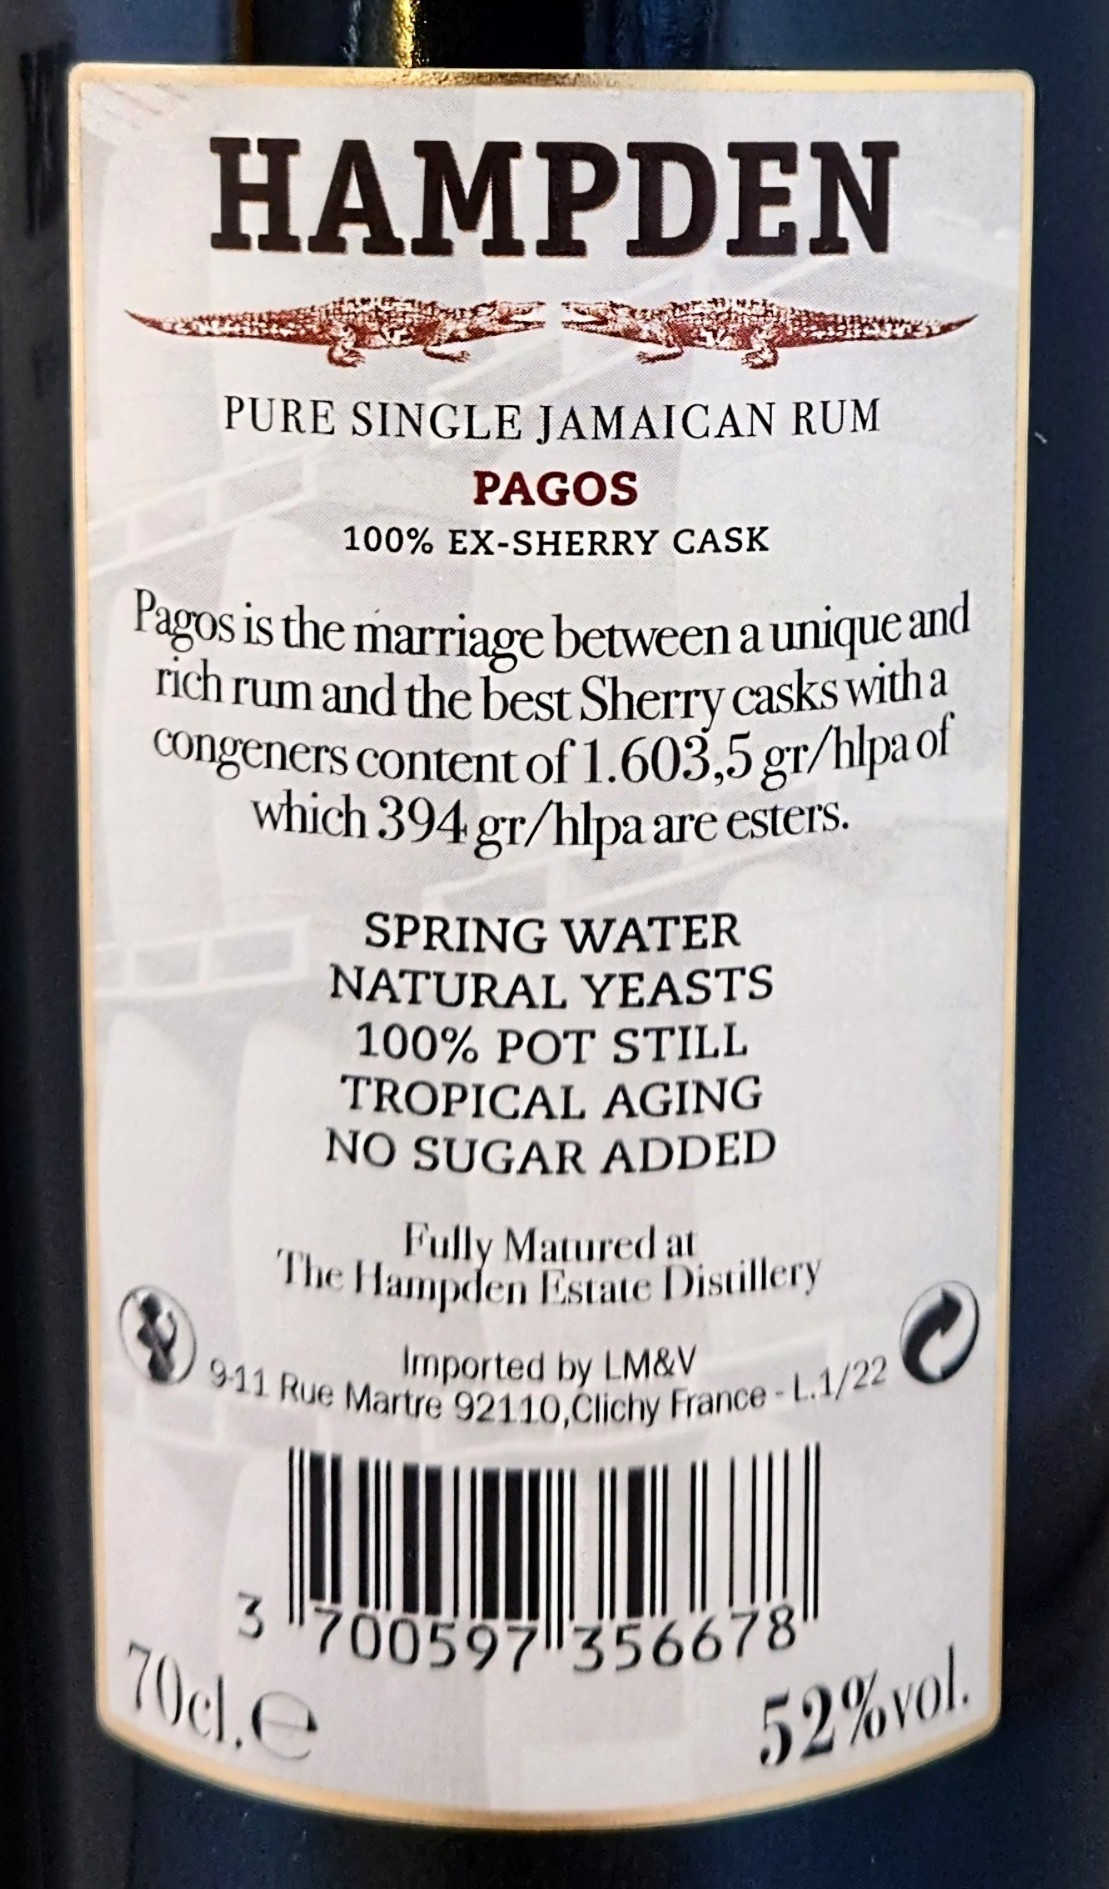 HAMPDEN
PURE SINGLE JAMAICAN RUM
PAGOS
100% EX-SHERRY CASK
Pagos is the marriage between a unique and
rich rum and the best Sherry casks with a
congeners content of 1.603,5 gr/hlpa of
which 394 gr/hlpa are esters.
SPRING WATER
NATURAL YEASTS
100% POT STILL
TROPICAL AGING
NO SUGAR ADDED
Fully Matured at
The Hampden Estate Distillery
Imported by LM&V
9-11 Rue Martre 92110,Clichy France - L.1/22
3 700597 356678
70cl.℮
52%vol.